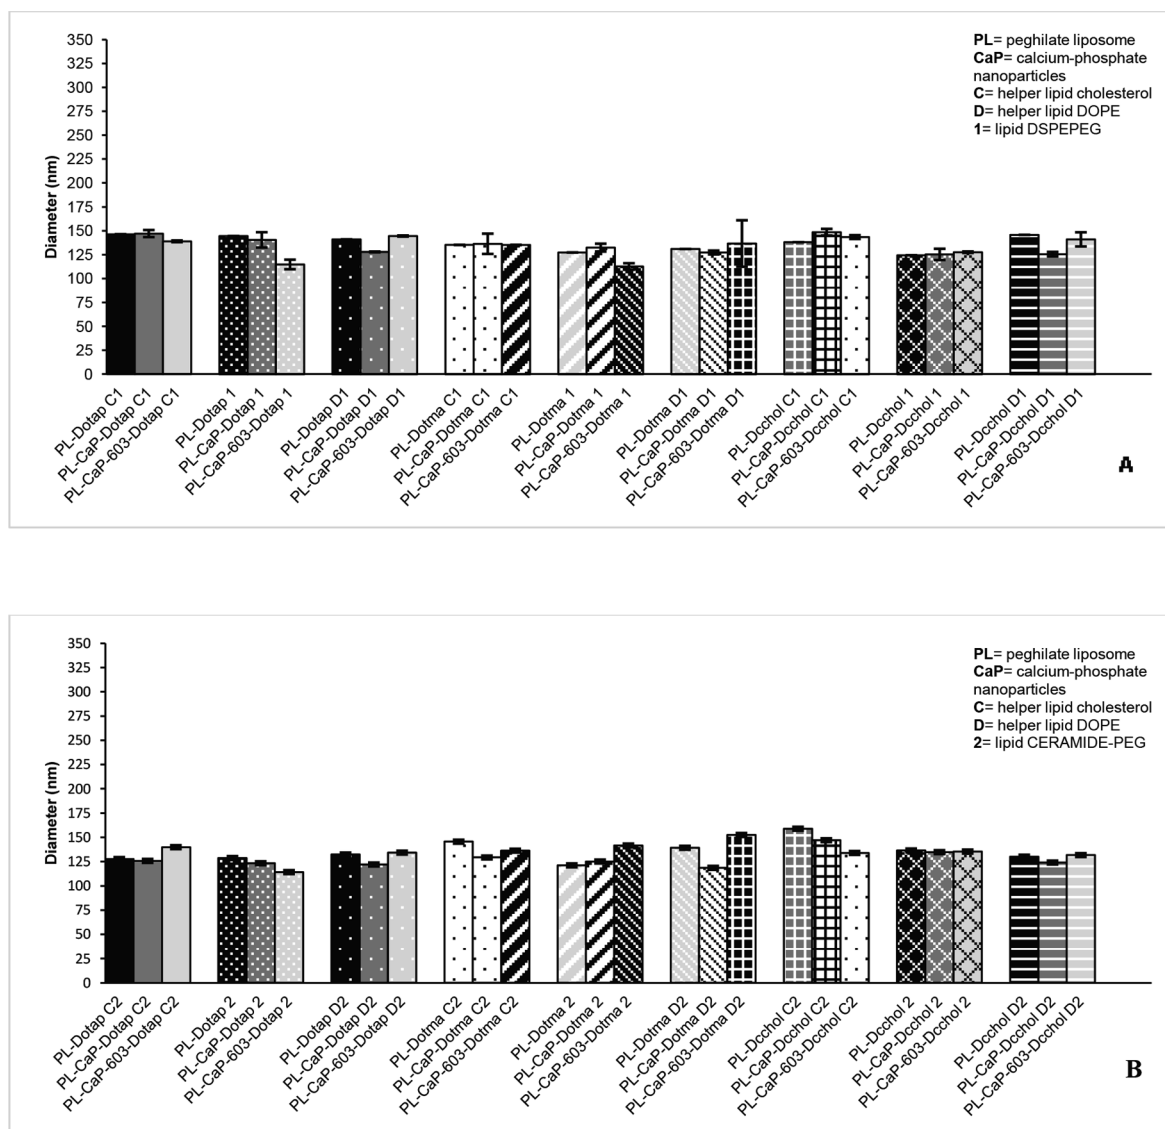 350
325
300
275
250
225
200
175
150
125
100
75
50
25
0
Diameter (nm)
PL= peghilate liposome
CaP= calcium-phosphate
nanoparticles
C= helper lipid cholesterol
D= helper lipid DOPE
1= lipid DSPEPEG
PL-Dotap C1
PL-CaP-Dotap C1
PL-CaP-603-Dotap C1
PL-Dotap 1
PL-CaP-Dotap 1
PL-CaP-603-Dotap 1
PL-Dotap D1
PL-CaP-Dotap D1
PL-CaP-603-Dotap D1
PL-Dotma C1
PL-CaP-Dotma C1
PL-CaP-603-Dotma C1
PL-Dotma 1
PL-CaP-Dotma 1
PL-CaP-603-Dotma 1
PL-Dotma D1
PL-CaP-Dotma D1
PL-CaP-603-Dotma D1
PL-Dcchol C1
PL-CaP-Dcchol C1
PL-CaP-603-Dcchol C1
PL-Dcchol 1
PL-CaP-Dcchol 1
PL-CaP-603-Dcchol 1
PL-Dcchol D1
PL-CaP-Dcchol D1
PL-CaP-603-Dcchol D1
A
350
325
300
275
250
225
200
175
150
125
100
75
50
25
0
Diameter (nm)
PL= peghilate liposome
CaP= calcium-phosphate
nanoparticles
C= helper lipid cholesterol
D= helper lipid DOPE
2= lipid CERAMIDE-PEG
PL-Dotap C2
PL-CaP-Dotap C2
PL-CaP-603-Dotap C2
PL-Dotap 2
PL-CaP-Dotap 2
PL-CaP-603-Dotap 2
PL-Dotap D2
PL-CaP-Dotap D2
PL-CaP-603-Dotap D2
PL-Dotma C2
PL-CaP-Dotma C2
PL-CaP-603-Dotma C2
PL-Dotma 2
PL-CaP-Dotma 2
PL-CaP-603-Dotma 2
PL-Dotma D2
PL-CaP-Dotma D2
PL-CaP-603-Dotma D2
PL-Dcchol C2
PL-CaP-Dcchol C2
PL-CaP-603-Dcchol C2
PL-Dcchol 2
PL-CaP-Dcchol 2
PL-CaP-603-Dcchol 2
PL-Dcchol D2
PL-CaP-Dcchol D2
PL-CaP-603-Dcchol D2
B